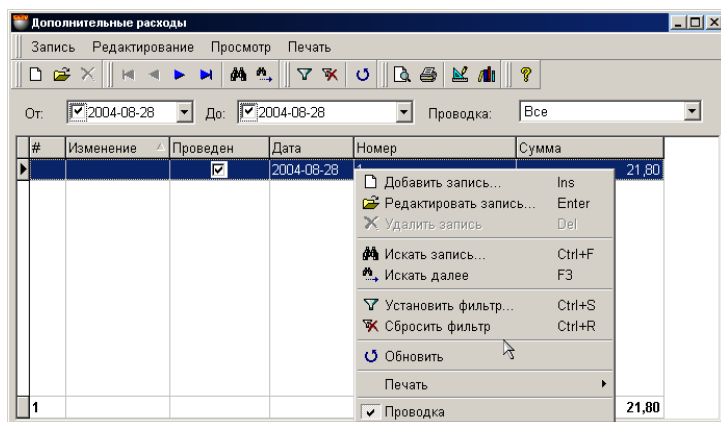 Дополнительные расходы
Запись Редактирование Просмотр Печать
От: 2004-08-28 До: 2004-08-28 Проводка: Все
# Изменение Проведен Дата Номер Сумма
2004-08-28 1 21,80
Добавить запись... Ins
Редактировать запись... Enter
Удалить запись Del
Искать запись... Ctrl+F
Искать далее F3
Установить фильтр... Ctrl+S
Сбросить фильтр Ctrl+R
Обновить
Печать
Проводка
1 21,80